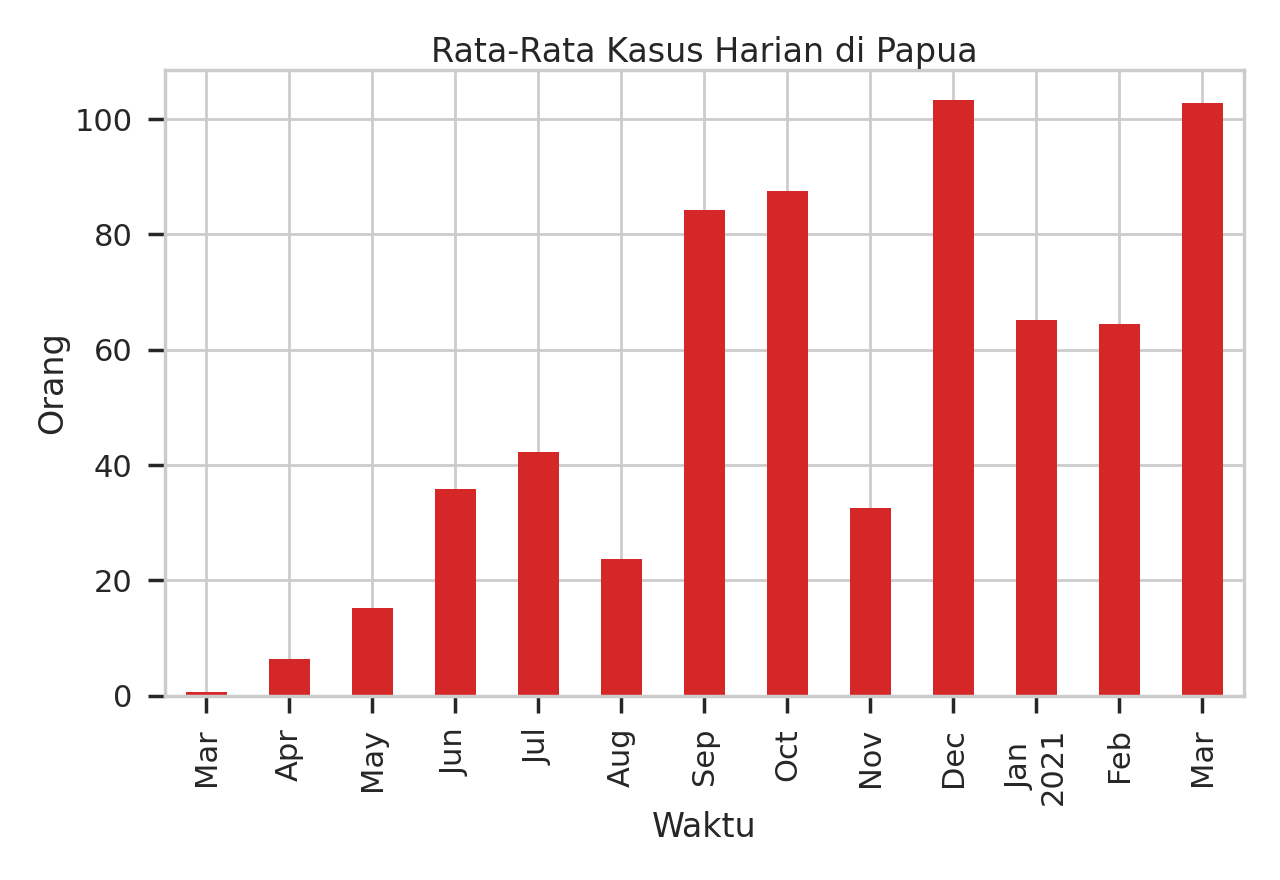 Rata-Rata Kasus Harian di Papua
100
80
60
40
20
0
Orang
Mar
Apr
May
Jun
Jul
Aug
Sep
Oct
Nov
Dec
Jan
2021
Feb
Mar
Waktu